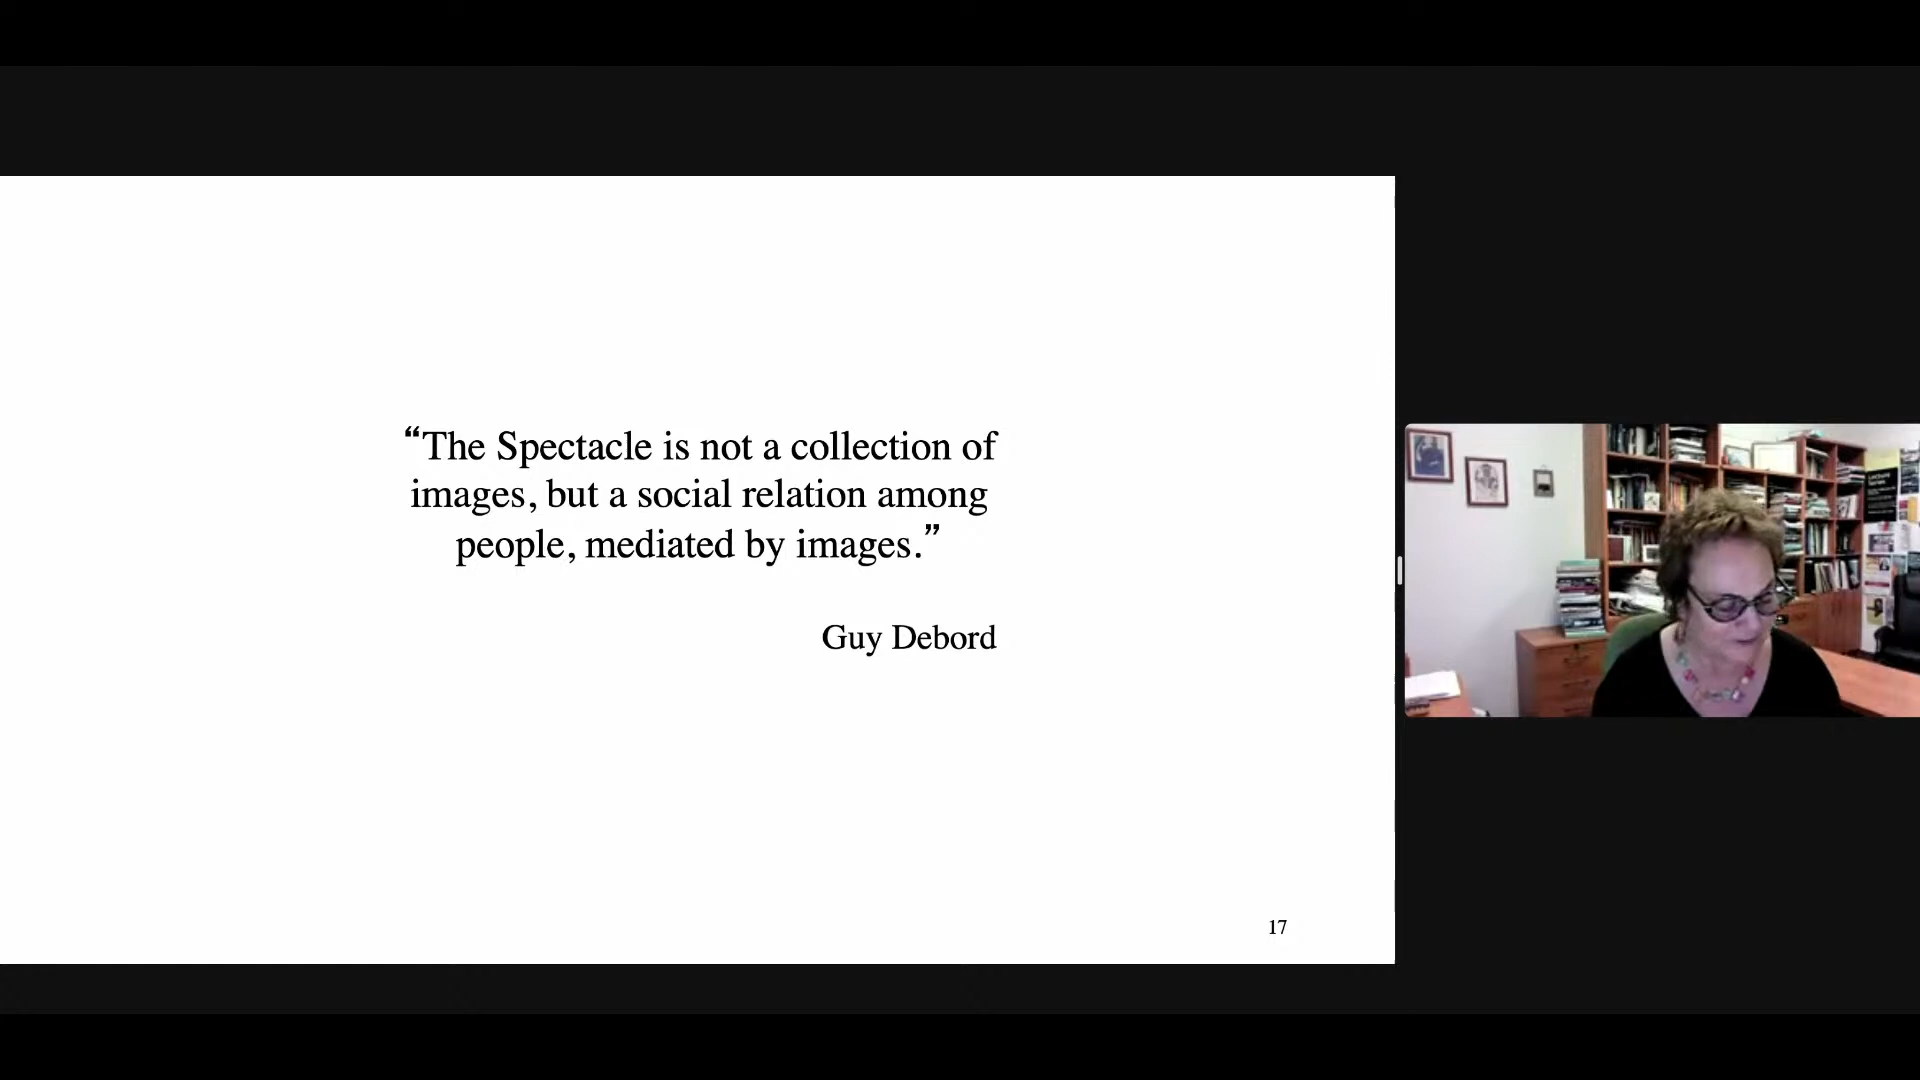 “The Spectacle is not a collection of
images, but a social relation among
people, mediated by images.”
Guy Debord
17